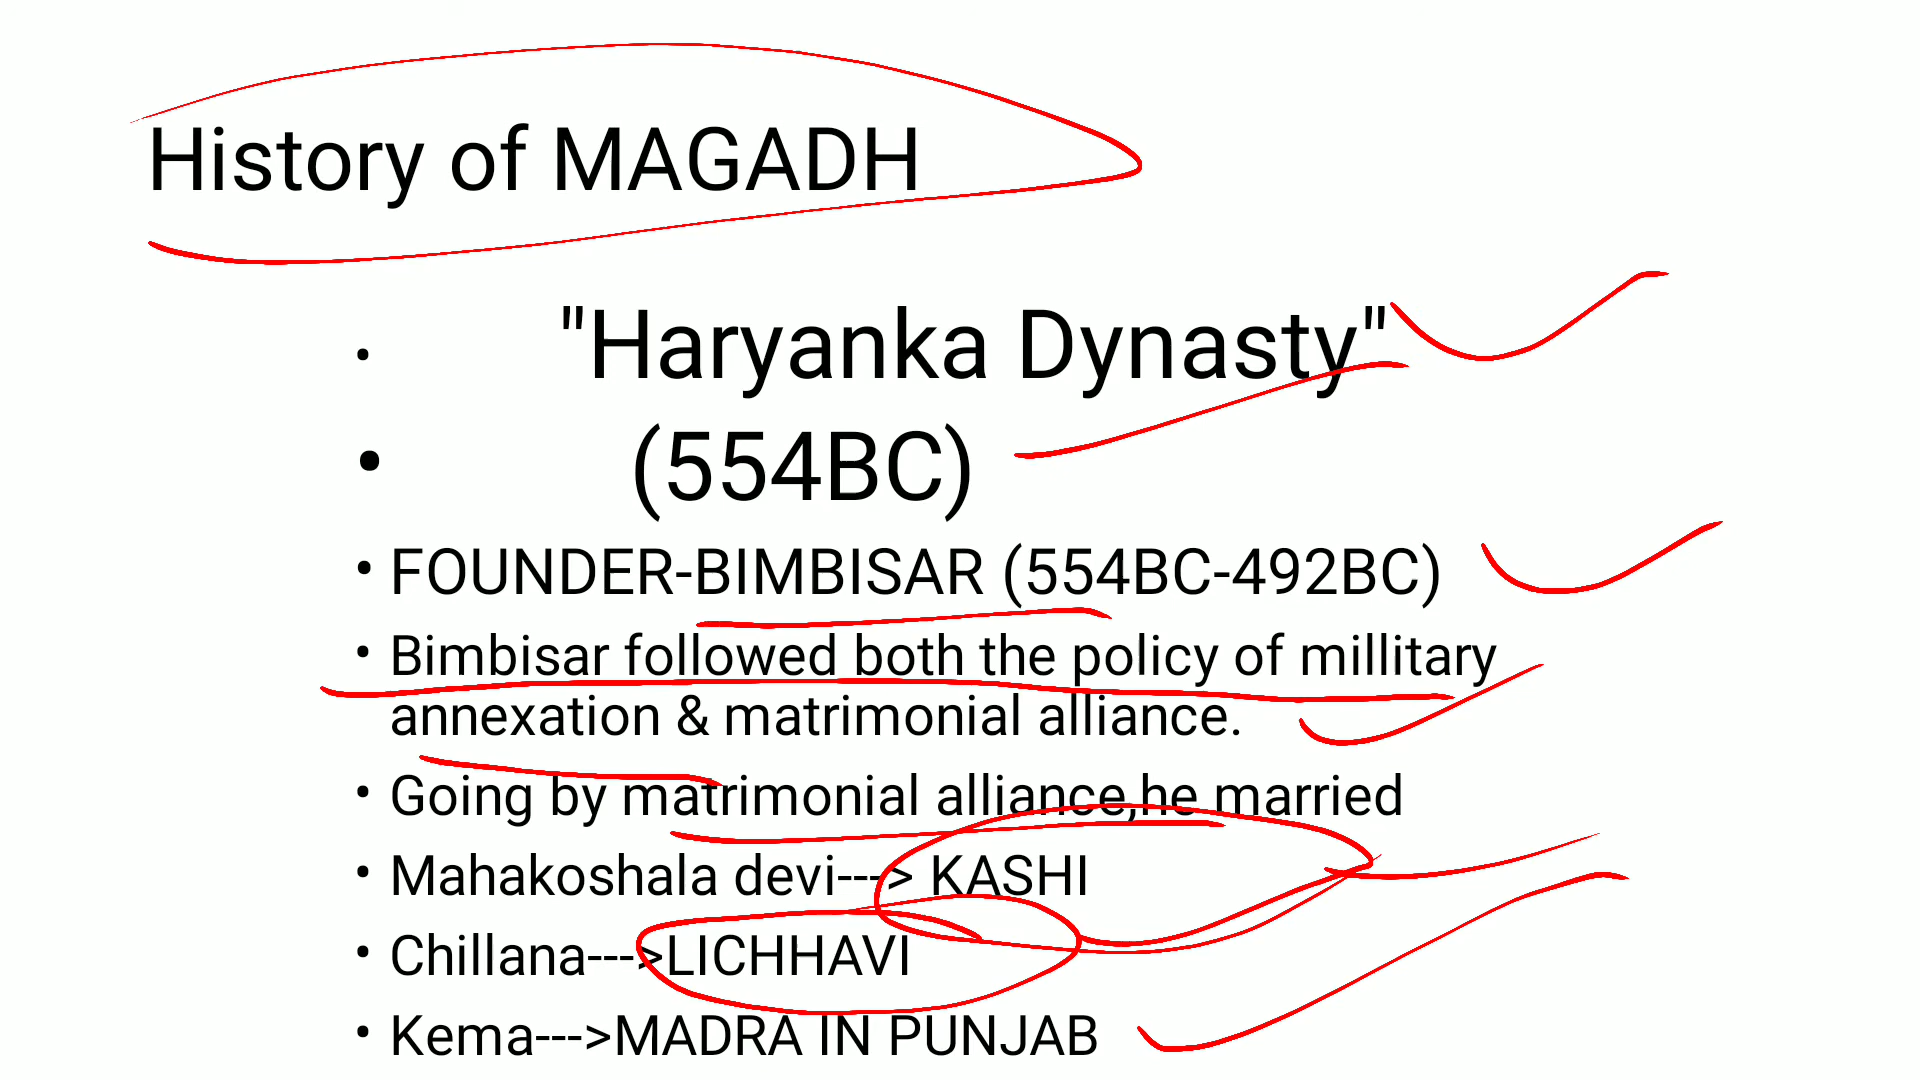 History of MAGADH
• "Haryanka Dynasty"
• (554BC)
• FOUNDER-BIMBISAR (554BC-492BC)
• Bimbisar followed both the policy of millitary
annexation & matrimonial alliance.
• Going by matrimonial alliance,he married
• Mahakoshala devi---> KASHI
• Chillana--->LICHHAVI
• Kema--->MADRA IN PUNJAB